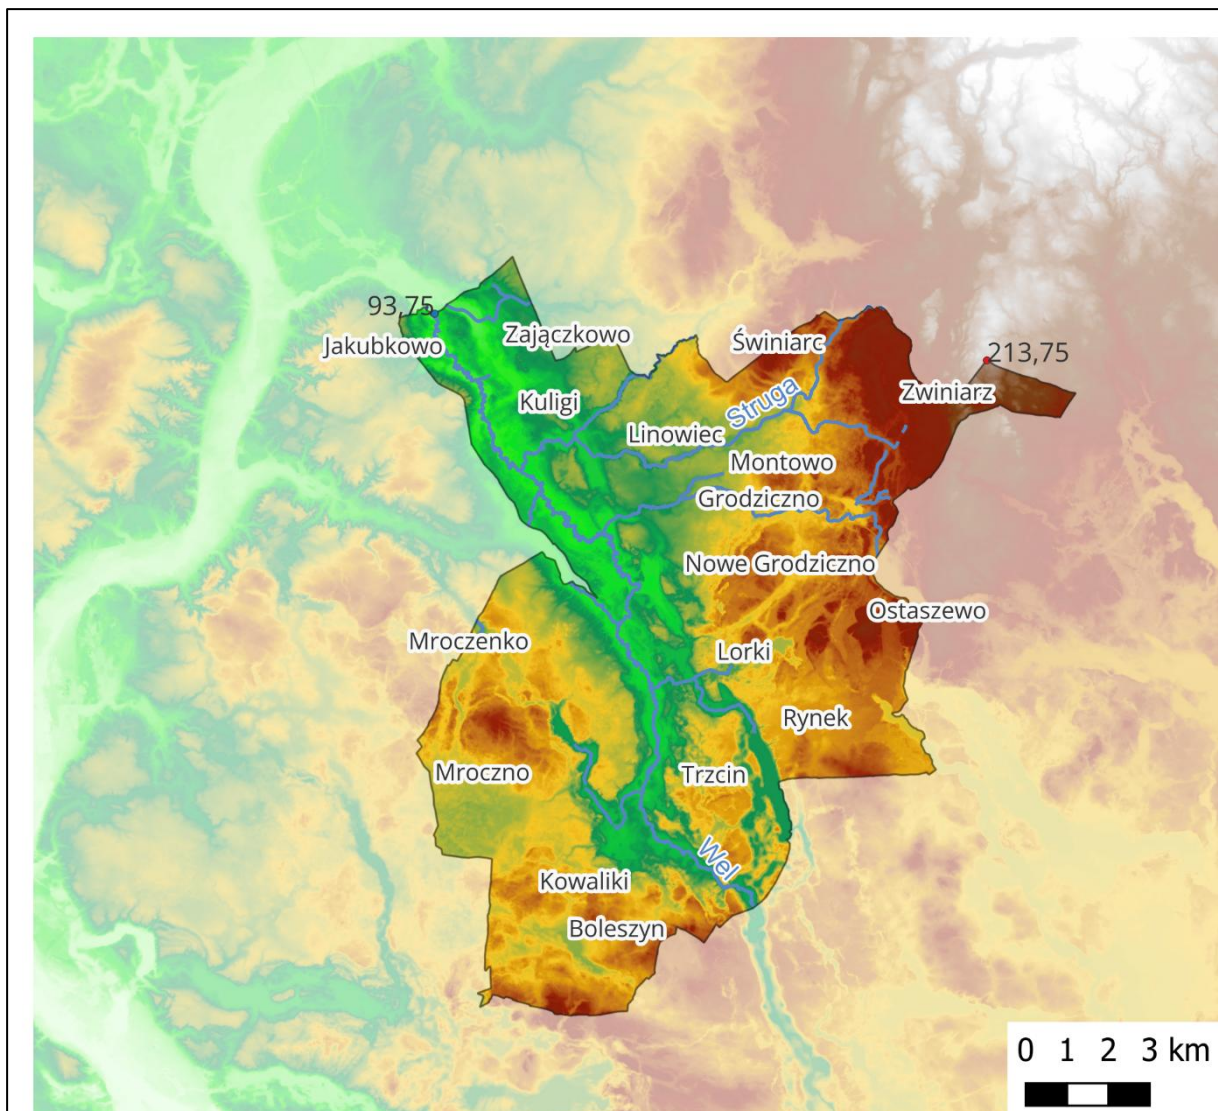 93,75
Jakubkowo
Zajączkowo
Świniarc
213,75
Zwiniarz
Kuligi
Struga
Linowiec
Montowo
Grodziczno
Nowe Grodziczno
Ostaszewo
Mroczenko
Lorki
Rynek
Mroczno
Trzcin
Wel
Kowaliki
Boleszyn
0 1 2 3 km